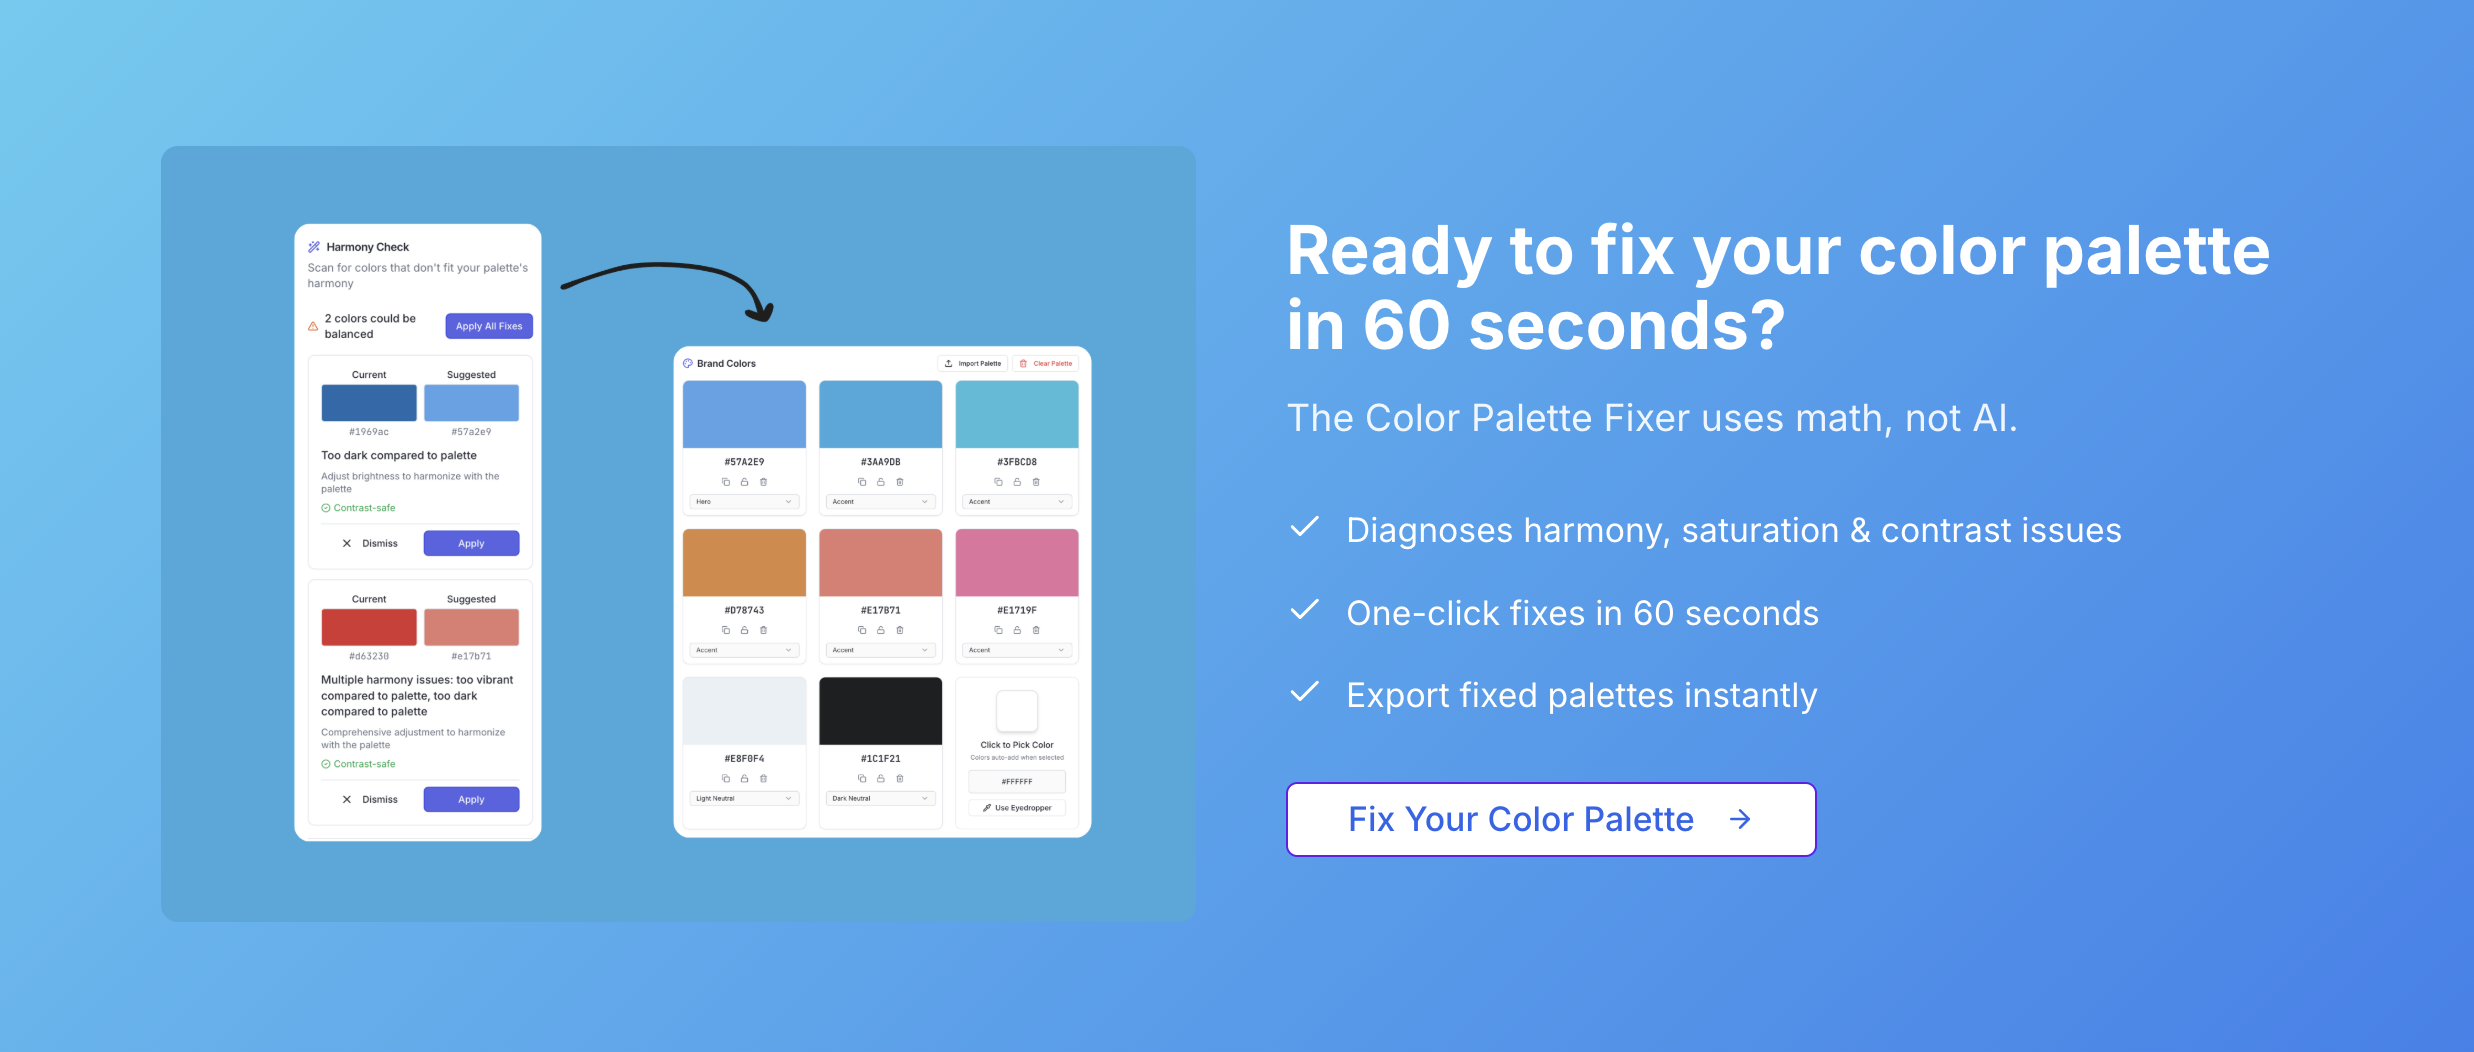 Harmony Check
Scan for colors that don't fit your palette's
harmony
2 colors could be
balanced
Apply All Fixes
Current
Suggested
#1969ac
#57a2e9
Too dark compared to palette
Adjust brightness to harmonize with the
palette
Contrast-safe
Dismiss
Apply
Current
Suggested
#d63230
#e17b71
Multiple harmony issues: too vibrant
compared to palette, too dark
compared to palette
Comprehensive adjustment to harmonize
with the palette
Contrast-safe
Dismiss
Apply
Brand Colors
Import Palette
Clear Palette
#57A2E9
#3AA9DB
#3FBCD8
Hero
Accent
Accent
#D78743
#E17B71
#E1719F
Accent
Accent
Accent
#E8F0F4
#1C1F21
Light Neutral
Dark Neutral
Click to Pick Color
Colors auto-add when selected
#FFFFFF
Use Eyedropper
Ready to fix your color palette
in 60 seconds?
The Color Palette Fixer uses math, not AI.
Diagnoses harmony, saturation & contrast issues
One-click fixes in 60 seconds
Export fixed palettes instantly
Fix Your Color Palette